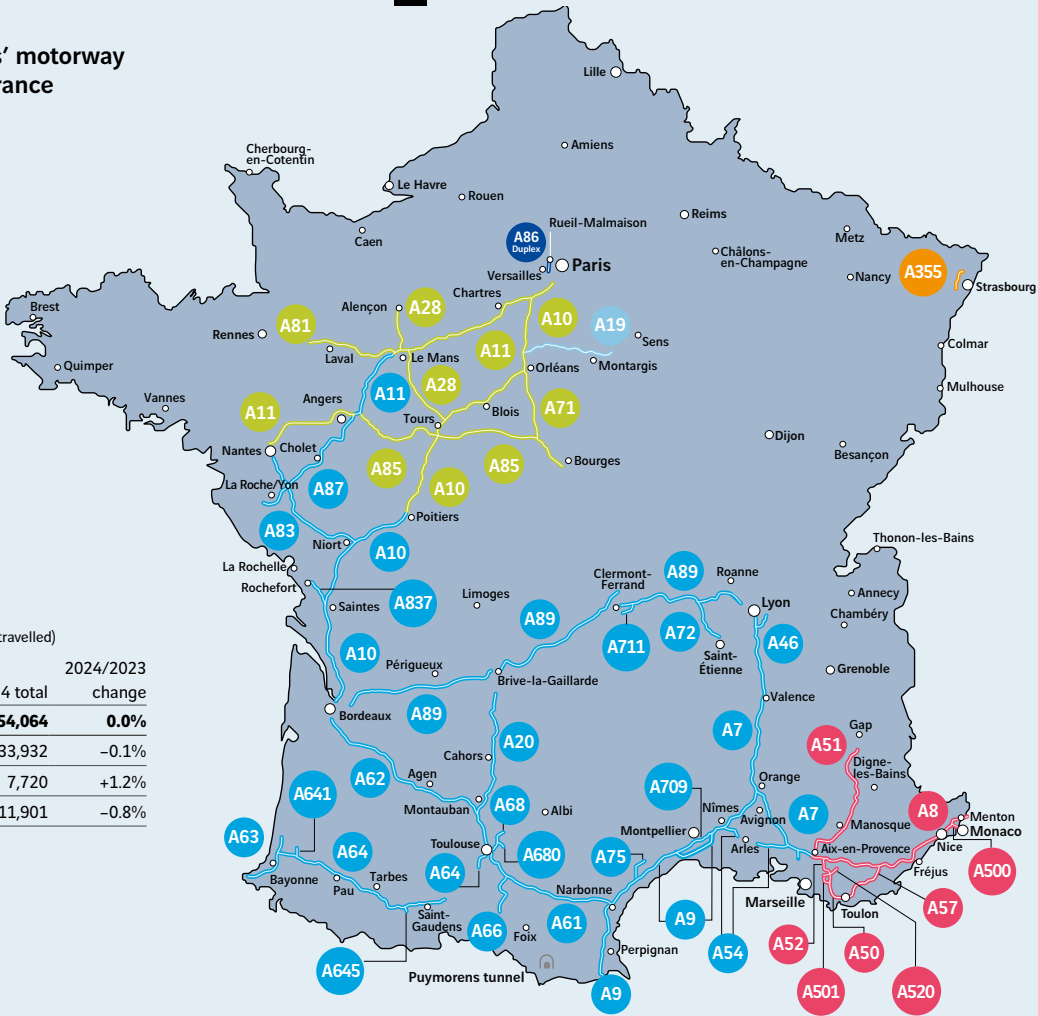 s' motorway
rance
Lille
Amiens
Cherbourg-
en-Cotentin
Le Havre
Rouen
Reims
Caen
Rueil-Malmaison
A86
Duplex
Paris
Versailles
Metz
Châlons-
en-Champagne
Nancy
A355
Strasbourg
Chartres
Alençon
A28
A10
A19
Brest
Rennes
A81
Laval
Le Mans
A11
Sens
Montargis
Orléans
Colmar
Quimper
Mulhouse
A11
A28
Vannes
Angers
A11
Tours
Blois
A71
Dijon
Besançon
Nantes
Cholet
Bourges
A85
A85
La Roche/Yon
A87
A10
Poitiers
A83
Niort
A10
Thonon-les-Bains
La Rochelle
Rochefort
Clermont-
Ferrand
A89
Roanne
Annecy
Limoges
A837
Saintes
Lyon
Chambéry
A89
A711
A72
A46
Saint-
Étienne
A10
Périgueux
Brive-la-Gaillarde
Grenoble
Valence
Bordeaux
A89
A20
A7
Gap
A51
Cahors
Digne-
les-Bains
Agen
A62
Orange
A641
A709
Montauban
A68
Albi
Nîmes
Avignon
A7
Manosque
A8
Menton
Monaco
Montpellier
A63
Toulouse
A64
A680
A75
Arles
Aix-en-Provence
Nice
A500
Fréjus
Bayonne
Pau
Tarbes
A64
Narbonne
Marseille
Toulon
A57
Saint-
Gaudens
A66
Foix
A61
A9
A54
A52
A50
A645
Perpignan
Puymorens tunnel
A9
A501
A520
travelled)
2024/2023
4 total
change
54,064
0.0%
33,932
−0.1%
7,720
+1.2%
11,901
−0.8%